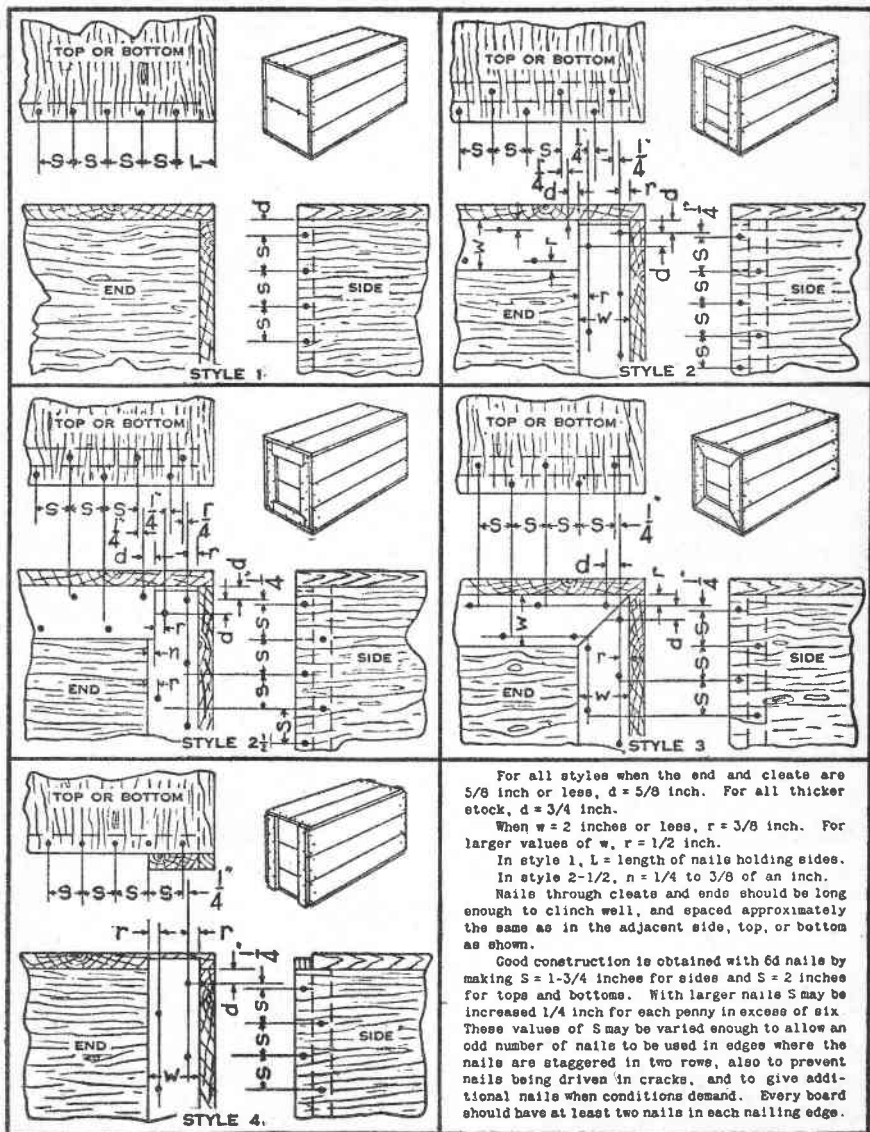 TOP OR BOTTOM
S S S S L
d
S
S
S
END
SIDE
STYLE 1.
TOP OR BOTTOM
S S S 1/4" 1/4"
1/4"
d r
d 1/4"
w
r
d
S
S
S
S
r
w
END
SIDE
STYLE 2
TOP OR BOTTOM
S S S 1/4"
1/4" 1/4"
d r
d 1/4"
d
r
n
r
S
S
S
S
END
SIDE
STYLE 2½
TOP OR BOTTOM
S S S S 1/4"
d
r 1/4"
w
d
S
S
S
r
w
END
SIDE
STYLE 3
TOP OR BOTTOM
S S S S 1/4"
r r
1/4"
d
S
S
S
w
END
SIDE
STYLE 4.
For all styles when the end and cleats are
5/8 inch or less, d = 5/8 inch. For all thicker
stock, d = 3/4 inch.
When w = 2 inches or less, r = 3/8 inch. For
larger values of w, r = 1/2 inch.
In style 1, L = length of nails holding sides.
In style 2-1/2, n = 1/4 to 3/8 of an inch.
Nails through cleats and ends should be long
enough to clinch well, and spaced approximately
the same as in the adjacent side, top, or bottom
as shown.
Good construction is obtained with 6d nails by
making S = 1-3/4 inches for sides and S = 2 inches
for tops and bottoms. With larger nails S may be
increased 1/4 inch for each penny in excess of six
These values of S may be varied enough to allow an
odd number of nails to be used in edges where the
nails are staggered in two rows, also to prevent
nails being driven in cracks, and to give addi-
tional nails when conditions demand. Every board
should have at least two nails in each nailing edge.